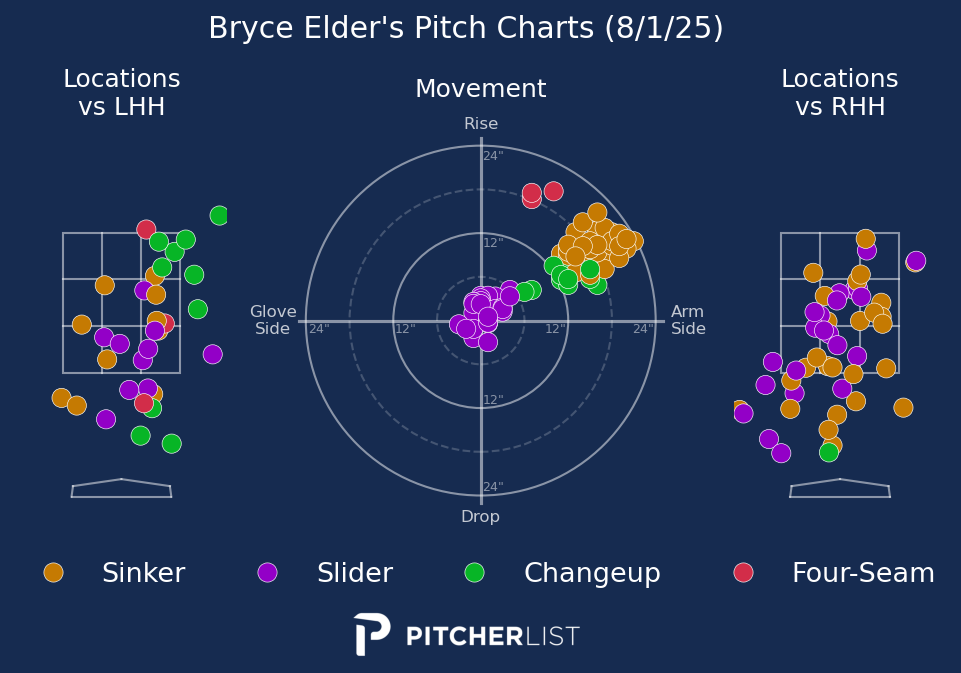 Bryce Elder's Pitch Charts (8/1/25)
Locations
vs LHH
Movement
Locations
vs RHH
Rise
24"
12"
Glove
Side
24"
12"
12"
24"
Arm
Side
12"
24"
Drop
Sinker
Slider
Changeup
Four-Seam
PITCHERLIST